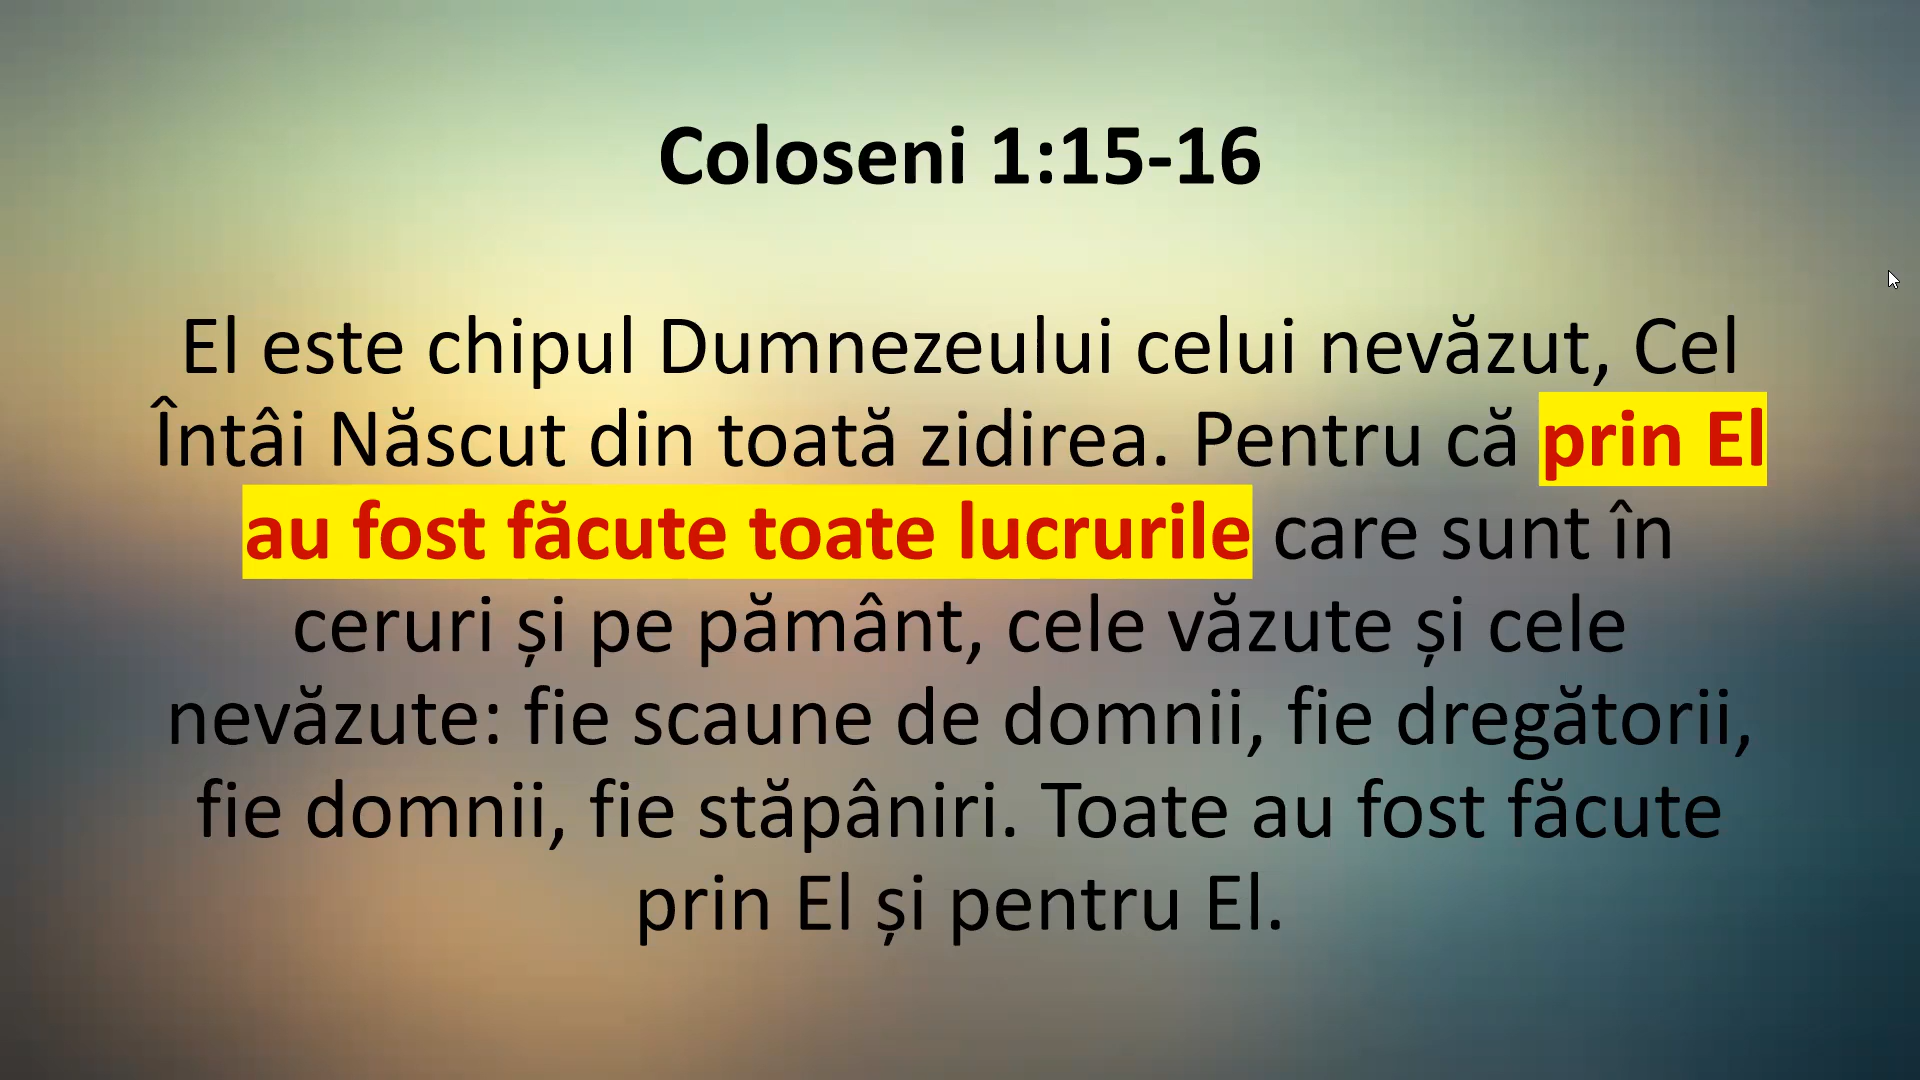 Coloseni 1:15-16
El este chipul Dumnezeului celui nevăzut, Cel
Întâi Născut din toată zidirea. Pentru că prin El
au fost făcute toate lucrurile care sunt în
ceruri și pe pământ, cele văzute și cele
nevăzute: fie scaune de domnii, fie dregătorii,
fie domnii, fie stăpâniri. Toate au fost făcute
prin El și pentru El.